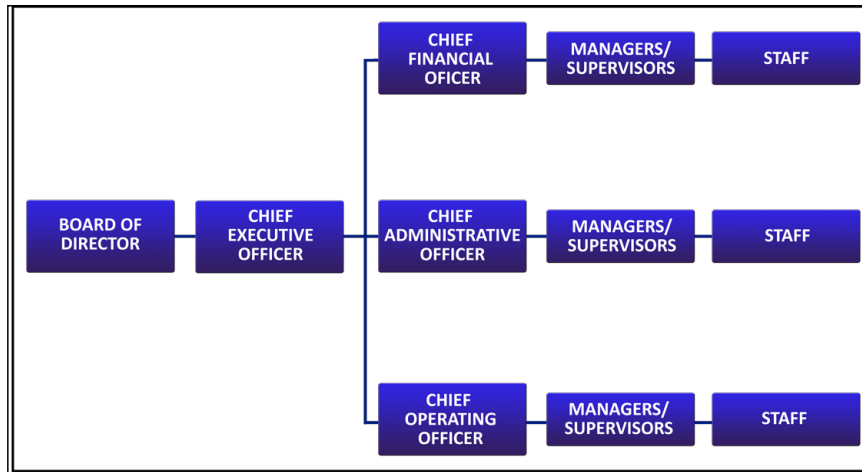 CHIEF
FINANCIAL
OFICER
MANAGERS/
SUPERVISORS
STAFF
BOARD OF
DIRECTOR
CHIEF
EXECUTIVE
OFFICER
CHIEF
ADMINISTRATIVE
OFFICER
MANAGERS/
SUPERVISORS
STAFF
CHIEF
OPERATING
OFFICER
MANAGERS/
SUPERVISORS
STAFF